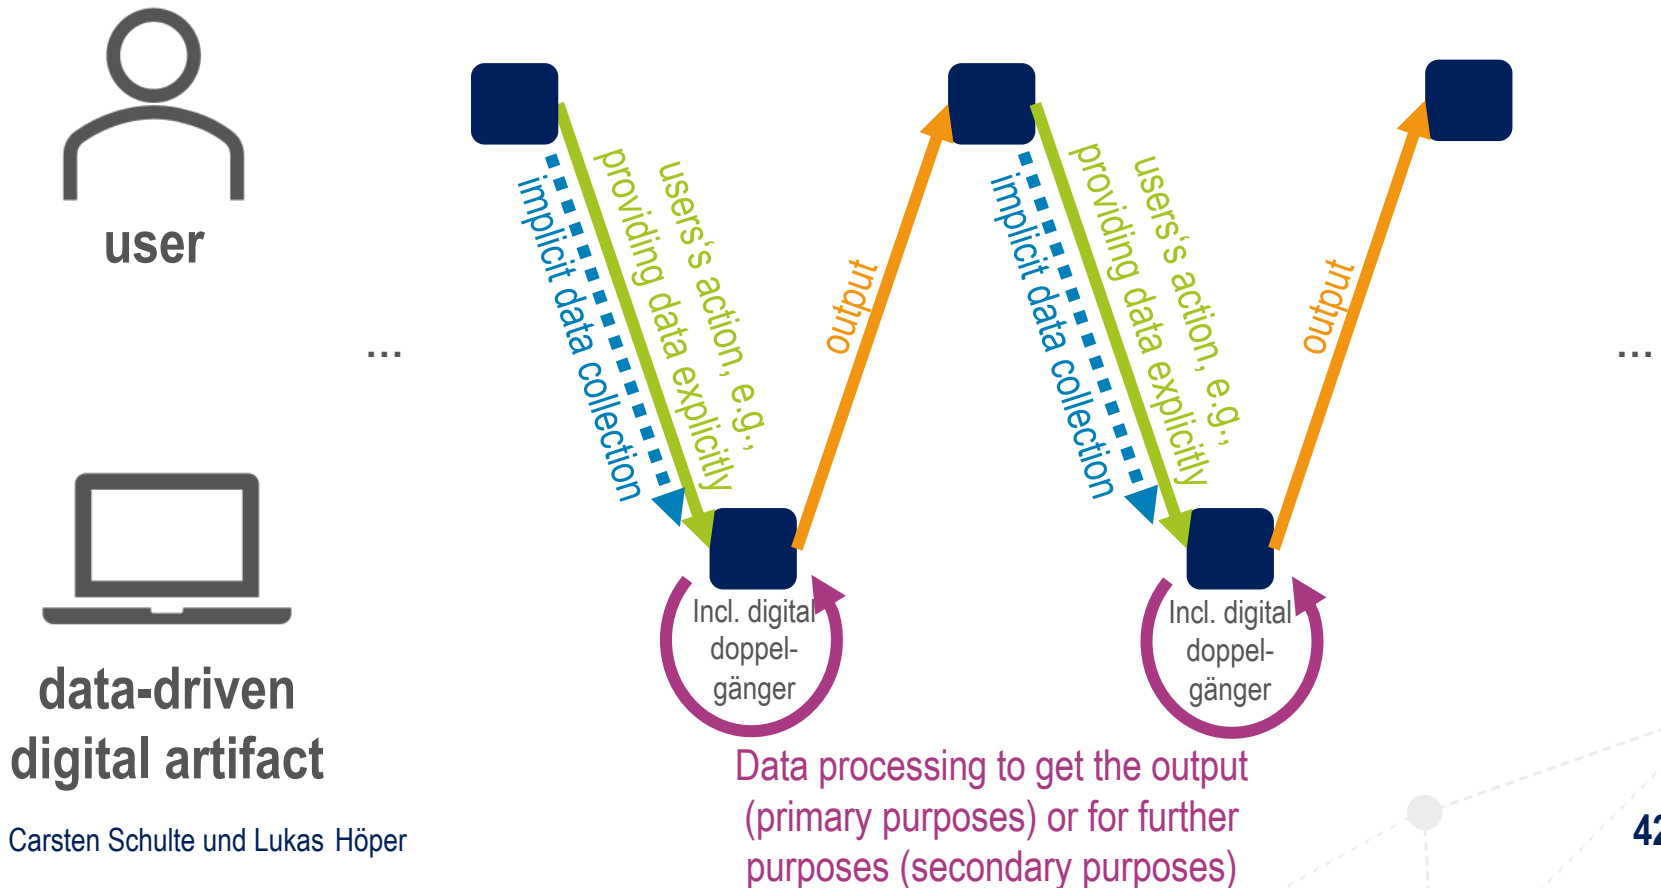 user
...
implicit data collection
users's action, e.g.,
providing data explicitly
output
implicit data collection
users's action, e.g.,
providing data explicitly
output
...
data-driven
digital artifact
Incl. digital
doppel-
gänger
Incl. digital
doppel-
gänger
Data processing to get the output
(primary purposes) or for further
purposes (secondary purposes)
Carsten Schulte und Lukas Höper
42